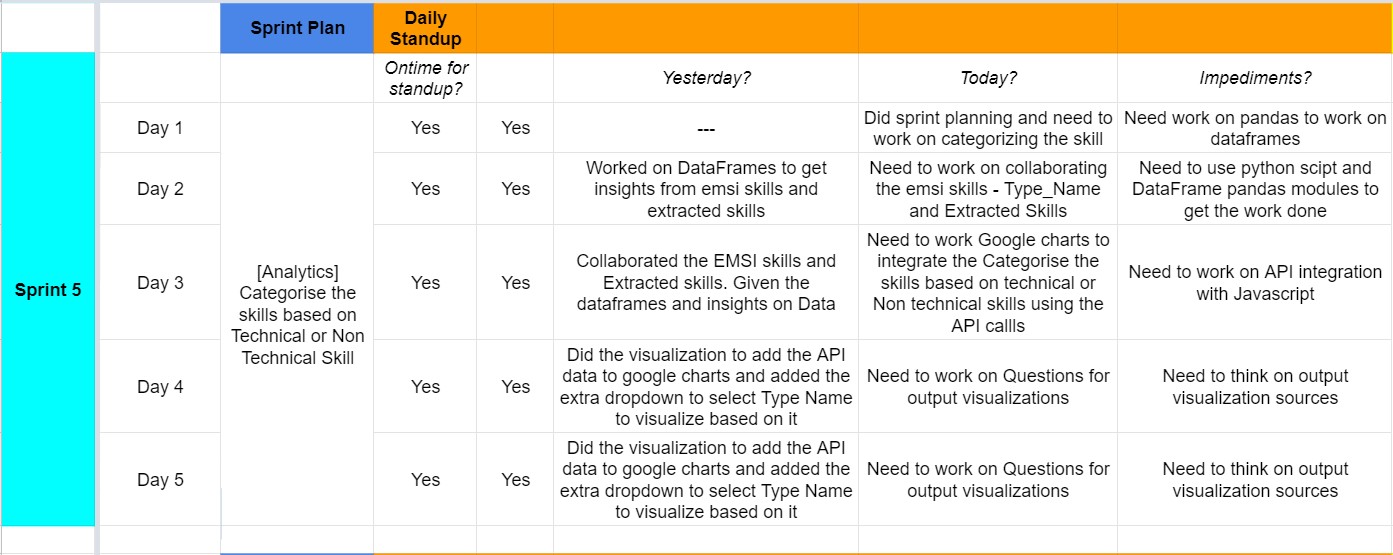 Sprint Plan
Daily
Standup
Ontime for
standup?
Yesterday?
Today?
Impediments?
Sprint 5
[Analytics]
Categorise the
skills based on
Technical or Non
Technical Skill
Day 1
Yes
Yes
---
Did sprint planning and need to
work on categorizing the skill
Need work on pandas to work on
dataframes
Day 2
Yes
Yes
Worked on DataFrames to get
insights from emsi skills and
extracted skills
Need to work on collaborating
the emsi skills - Type_Name
and Extracted Skills
Need to use python scipt and
DataFrame pandas modules to
get the work done
Day 3
Yes
Yes
Collaborated the EMSI skills and
Extracted skills. Given the
dataframes and insights on Data
Need to work Google charts to
integrate the Categorise the
skills based on technical or
Non technical skills using the
API callls
Need to work on API integration
with Javascript
Day 4
Yes
Yes
Did the visualization to add the API
data to google charts and added the
extra dropdown to select Type Name
to visualize based on it
Need to work on Questions for
output visualizations
Need to think on output
visualization sources
Day 5
Yes
Yes
Did the visualization to add the API
data to google charts and added the
extra dropdown to select Type Name
to visualize based on it
Need to work on Questions for
output visualizations
Need to think on output
visualization sources